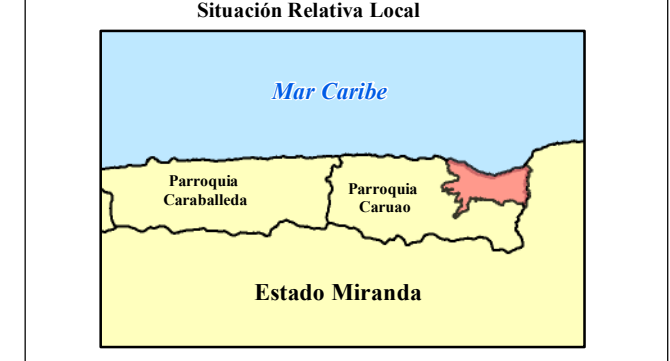 Situación Relativa Local
Mar Caribe
Parroquia
Caraballeda
Parroquia
Caruao
Estado Miranda